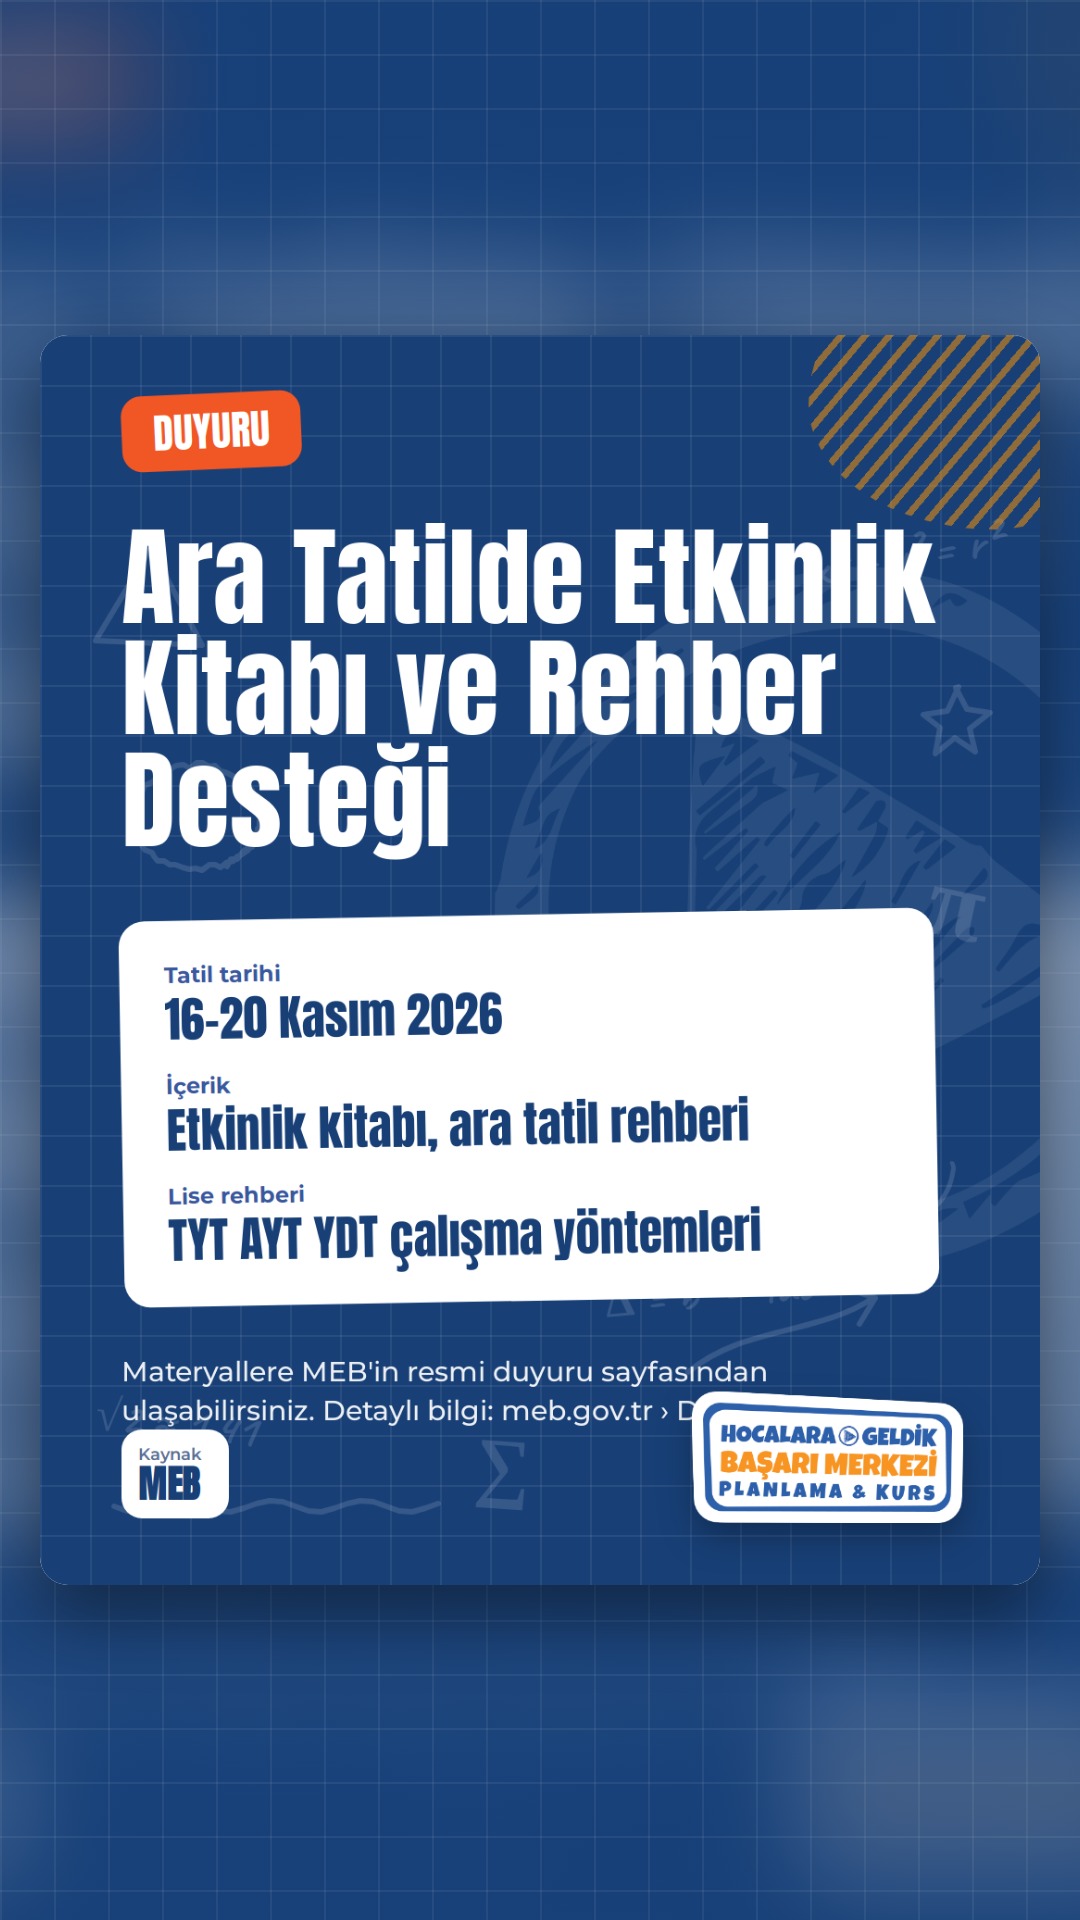 DUYURU
Ara Tatilde Etkinlik
Kitabı ve Rehber
Desteği
Tatil tarihi
16-20 Kasım 2026
İçerik
Etkinlik kitabı, ara tatil rehberi
Lise rehberi
TYT AYT YDT çalışma yöntemleri
Materyallere MEB'in resmi duyuru sayfasından
ulaşabilirsiniz. Detaylı bilgi: meb.gov.tr ›
Kaynak
MEB
HOCALARA GELDİK
BAŞARI MERKEZİ
PLANLAMA & KURS
π
Σ